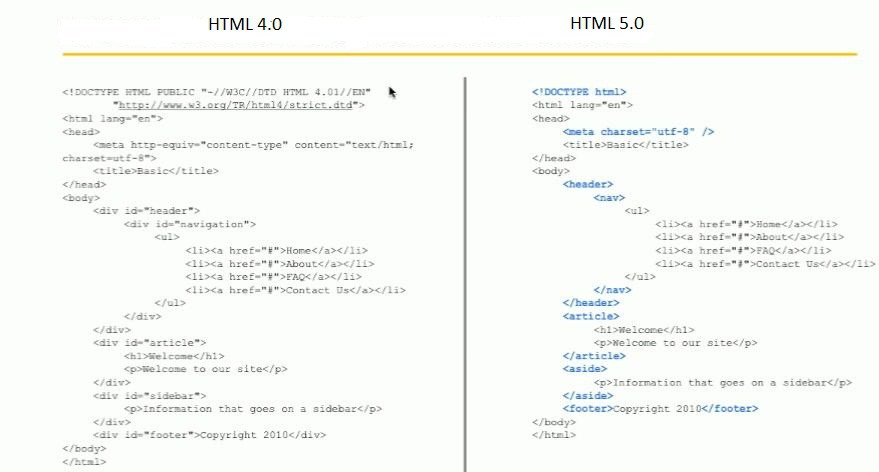 HTML 4.0
<!DOCTYPE HTML PUBLIC "-//W3C//DTD HTML 4.01//EN"
"http://www.w3.org/TR/html4/strict.dtd">
<html lang="en">
<head>
<meta http-equiv="content-type" content="text/html;
charset=utf-8">
<title>Basic</title>
</head>
<body>
<div id="header">
<div id="navigation">
<ul>
<li><a href="#">Home</a></li>
<li><a href="#">About</a></li>
<li><a href="#">FAQ</a></li>
<li><a href="#">Contact Us</a></li>
</ul>
</div>
</div>
<div id="article">
<h1>Welcome</h1>
<p>Welcome to our site</p>
</div>
<div id="sidebar">
<p>Information that goes on a sidebar</p>
</div>
<div id="footer">Copyright 2010</div>
</body>
</html>
HTML 5.0
<!DOCTYPE html>
<html lang="en">
<head>
<meta charset="utf-8" />
<title>Basic</title>
</head>
<body>
<header>
<nav>
<ul>
<li><a href="#">Home</a></li>
<li><a href="#">About</a></li>
<li><a href="#">FAQ</a></li>
<li><a href="#">Contact Us</a></li>
</ul>
</nav>
</header>
<article>
<h1>Welcome</h1>
<p>Welcome to our site</p>
</article>
<aside>
<p>Information that goes on a sidebar</p>
</aside>
<footer>Copyright 2010</footer>
</body>
</html>